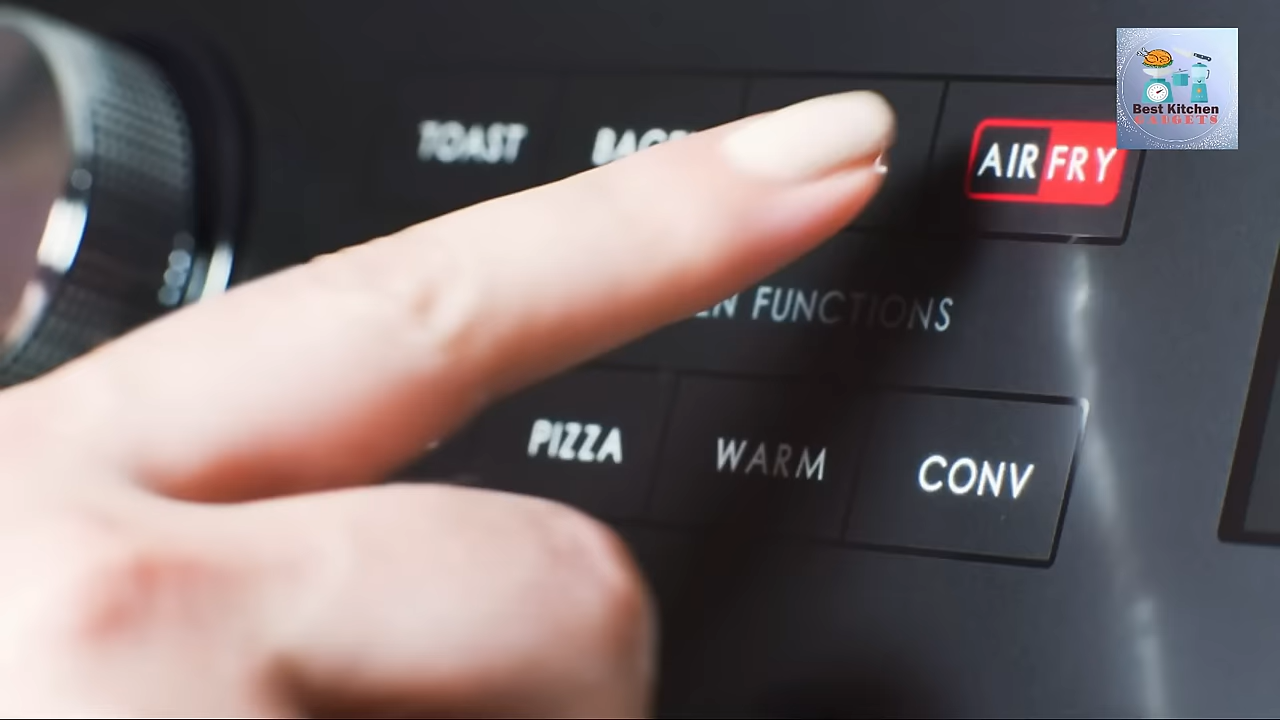 TOAST
AIR FRY
FUNCTIONS
PIZZA
WARM
CONV
Best Kitchen
GADGETS